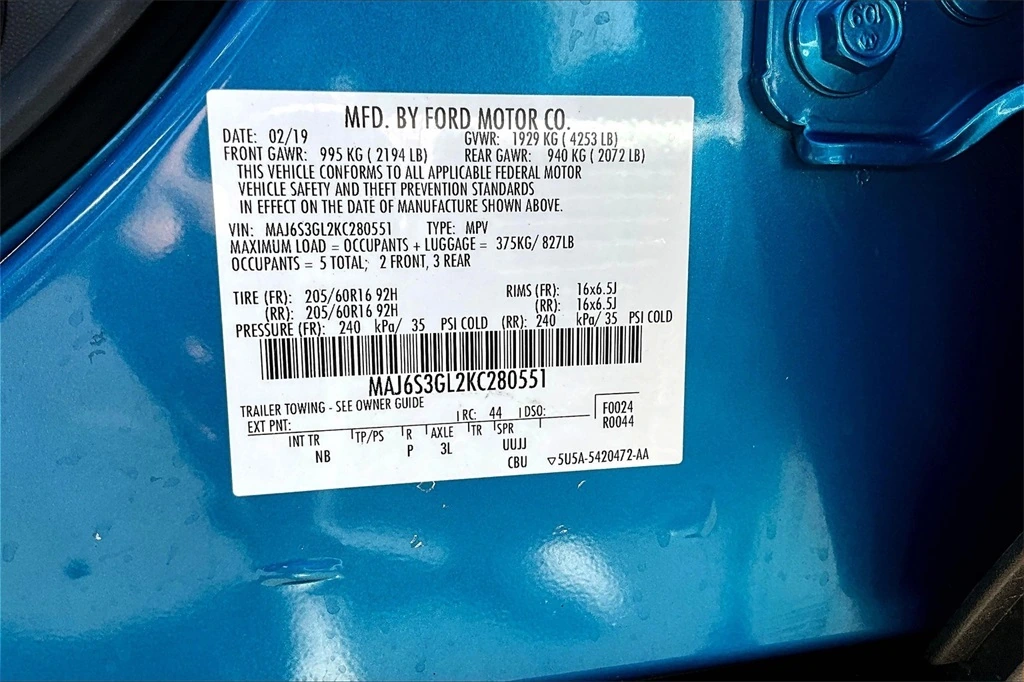 109
MFD. BY FORD MOTOR CO.
DATE: 02/19 GVWR: 1929 KG ( 4253 LB)
FRONT GAWR: 995 KG ( 2194 LB) REAR GAWR: 940 KG ( 2072 LB)
THIS VEHICLE CONFORMS TO ALL APPLICABLE FEDERAL MOTOR
VEHICLE SAFETY AND THEFT PREVENTION STANDARDS
IN EFFECT ON THE DATE OF MANUFACTURE SHOWN ABOVE.
VIN: MAJ6S3GL2KC280551 TYPE: MPV
MAXIMUM LOAD = OCCUPANTS + LUGGAGE = 375KG/ 827LB
OCCUPANTS = 5 TOTAL; 2 FRONT, 3 REAR
TIRE (FR): 205/60R16 92H RIMS (FR): 16x6.5J
(RR): 205/60R16 92H (RR): 16x6.5J
PRESSURE (FR): 240 kPa/ 35 PSI COLD (RR): 240 kPa/ 35 PSI COLD
MAJ6S3GL2KC280551
TRAILER TOWING - SEE OWNER GUIDE
EXT PNT: RC: 44 DSO: F0024
R0044
INT TR TP/PS R AXLE TR SPR
NB P 3L UUJJ
CBU 5U5A-5420472-AA